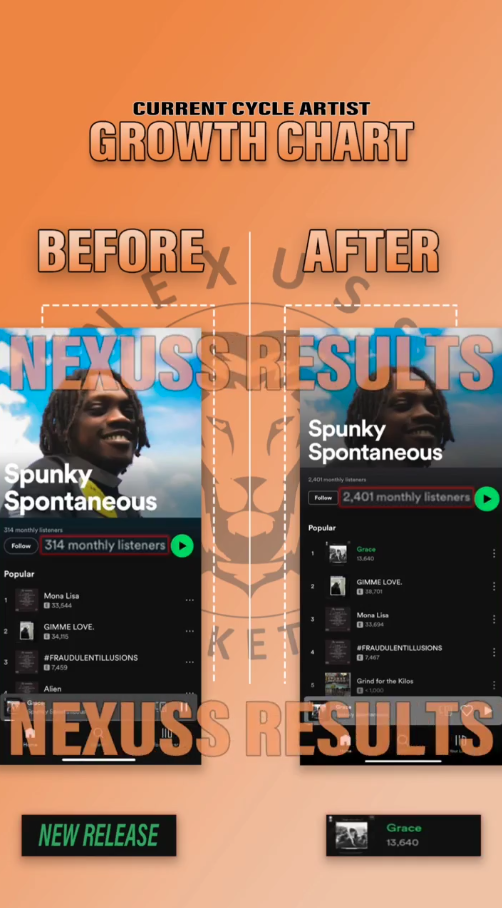 CURRENT CYCLE ARTIST
GROWTH CHART
BEFORE
AFTER
NEXUSS
NEXUSS RESULTS
Spunky
Spontaneous
314 monthly listeners
Follow
314 monthly listeners
Popular
1
Mona Lisa
E 33,544
2
GIMME LOVE.
E 34,115
3
#FRAUDULENTILLUSIONS
E 7,459
4
Alien
Grace
Spunky
Spontaneous
2,401 monthly listeners
Follow
2,401 monthly listeners
Popular
1
Grace
13,640
2
GIMME LOVE.
E 38,701
3
Mona Lisa
E 33,694
4
#FRAUDULENTILLUSIONS
E 7,467
5
Grind for the Kilos
E <1,000
Grace
KET
NEXUSS RESULTS
NEW RELEASE
Grace
13,640